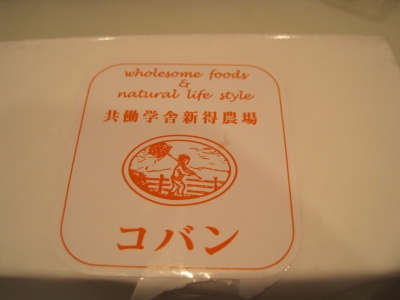 wholesome foods
&
natural life style
共働学舎新得農場
コバン